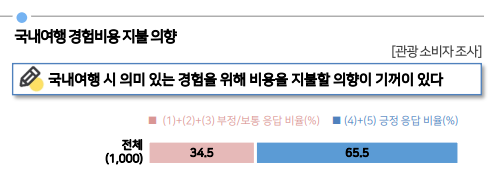 국내여행 경험비용 지불 의향
[관광 소비자 조사]
국내여행 시 의미 있는 경험을 위해 비용을 지불할 의향이 기꺼이 있다
(1)+(2)+(3) 부정/보통 응답 비율(%) (4)+(5) 긍정 응답 비율(%)
전체
(1,000)
34.5 65.5